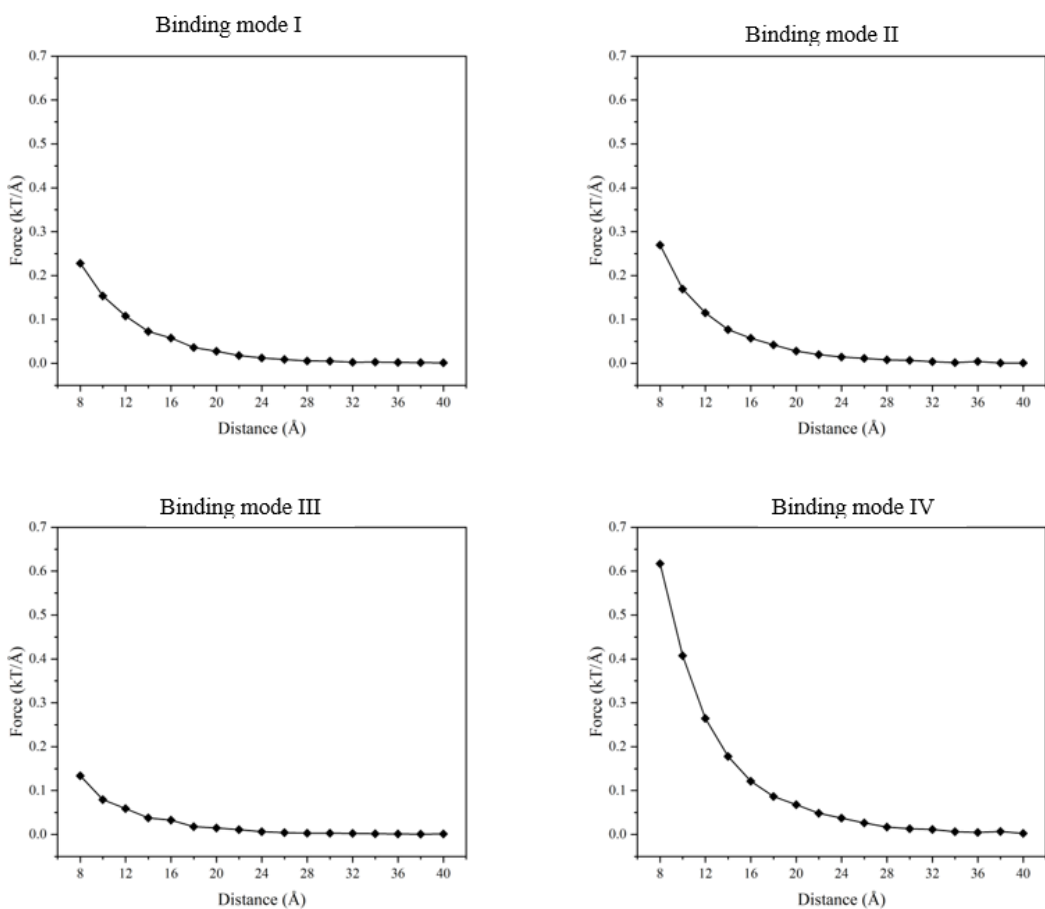 Binding mode I
Force (kT/Å)
0.7
0.6
0.5
0.4
0.3
0.2
0.1
0.0
8 12 16 20 24 28 32 36 40
Distance (Å)
Binding mode II
Force (kT/Å)
0.7
0.6
0.5
0.4
0.3
0.2
0.1
0.0
8 12 16 20 24 28 32 36 40
Distance (Å)
Binding mode III
Force (kT/Å)
0.7
0.6
0.5
0.4
0.3
0.2
0.1
0.0
8 12 16 20 24 28 32 36 40
Distance (Å)
Binding mode IV
Force (kT/Å)
0.7
0.6
0.5
0.4
0.3
0.2
0.1
0.0
8 12 16 20 24 28 32 36 40
Distance (Å)